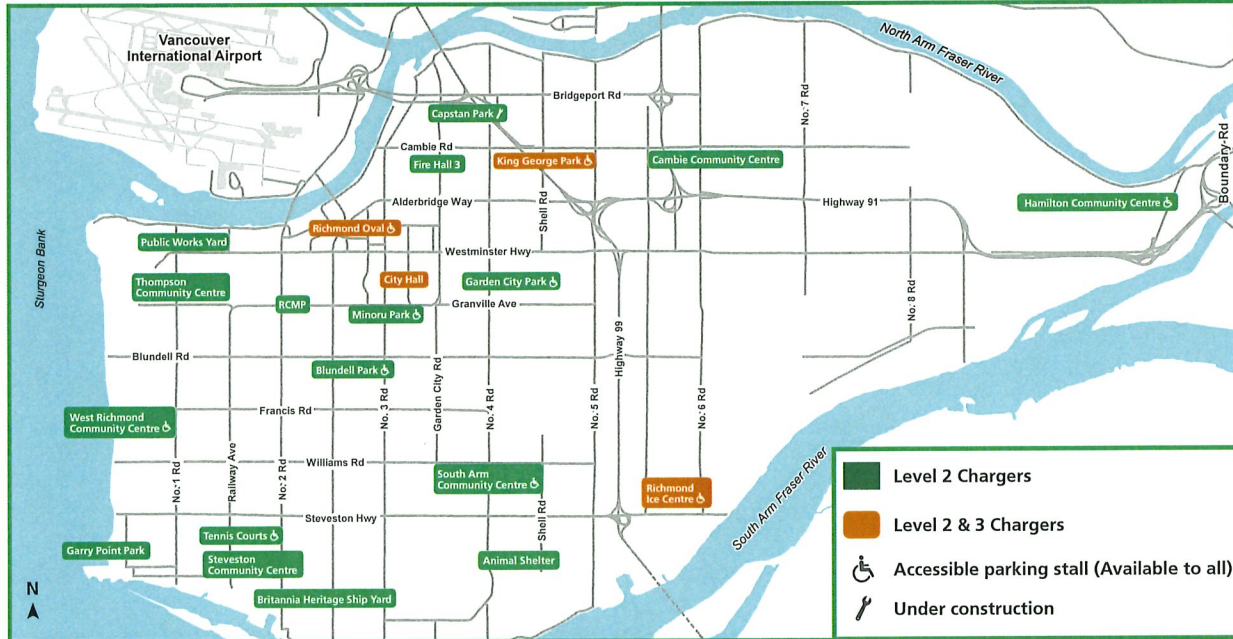 Vancouver
International Airport
North Arm Fraser River
Bridgeport Rd
No. 7 Rd
Capstan Park
Cambie Rd
Fire Hall 3
King George Park
Cambie Community Centre
Boundary Rd
Alderbridge Way
Shell Rd
Highway 91
Hamilton Community Centre
Richmond Oval
Public Works Yard
Westminster Hwy
Sturgeon Bank
Thompson
Community Centre
City Hall
Garden City Park
RCMP
Minoru Park
Granville Ave
No. 8 Rd
Highway 99
Blundell Rd
Blundell Park
No. 3 Rd
Garden City Rd
No. 4 Rd
No. 5 Rd
No. 6 Rd
West Richmond
Community Centre
Francis Rd
Williams Rd
No. 1 Rd
Railway Ave
No. 2 Rd
South Arm
Community Centre
Richmond
Ice Centre
South Arm Fraser River
Steveston Hwy
Shell Rd
Garry Point Park
Tennis Courts
Steveston
Community Centre
Animal Shelter
Britannia Heritage Ship Yard
N
Level 2 Chargers
Level 2 & 3 Chargers
Accessible parking stall (Available to all)
Under construction